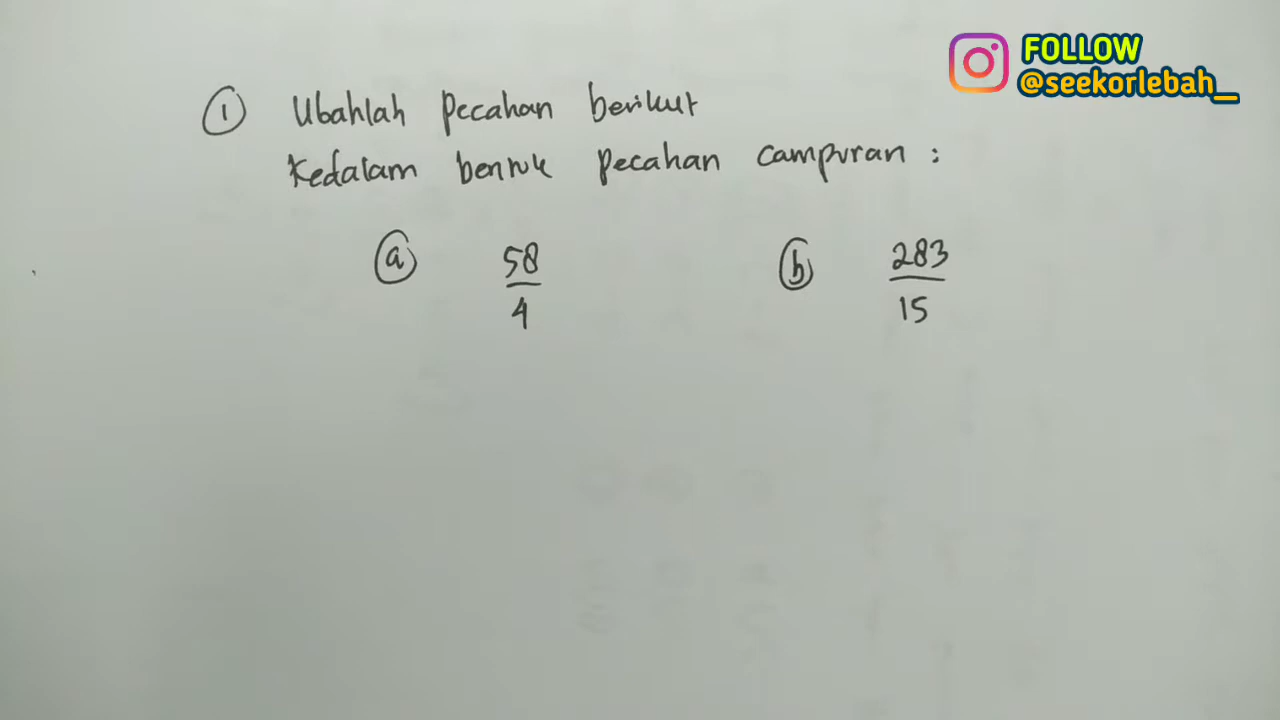 FOLLOW
@seekorlebah_
1 Ubahlah pecahan berikut
Kedalam bentuk pecahan campuran :
a 58/4 b 283/15